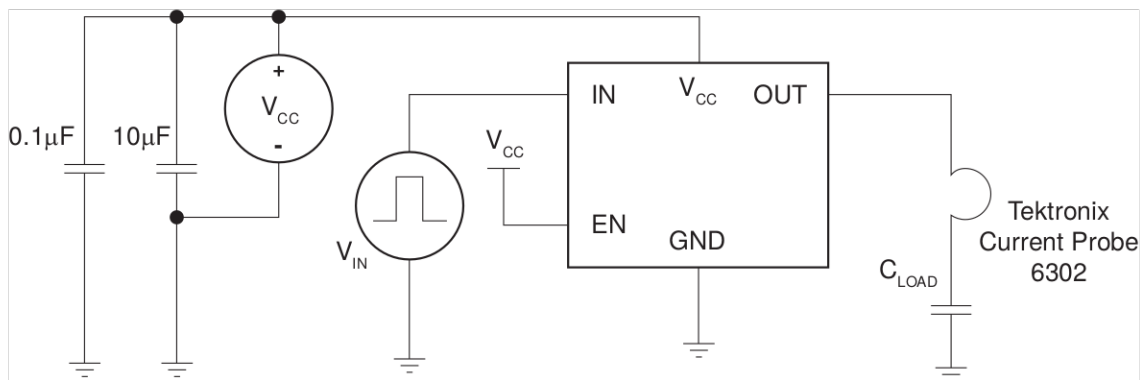 0.1μF
10μF
+
VCC
-
VIN
VCC
IN
VCC
OUT
EN
GND
Tektronix
Current Probe
6302
CLOAD